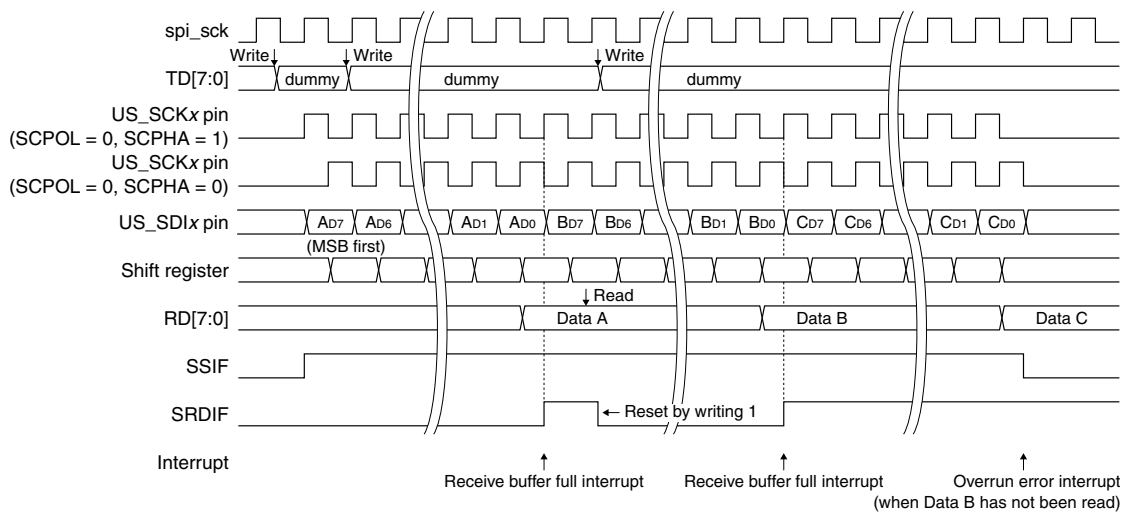 spi_sck
Write Write Write
TD[7:0] dummy dummy dummy
US_SCKx pin
(SCPOL = 0, SCPHA = 1)
US_SCKx pin
(SCPOL = 0, SCPHA = 0)
US_SDIx pin AD7 AD6 AD1 AD0 BD7 BD6 BD1 BD0 CD7 CD6 CD1 CD0
(MSB first)
Shift register
Read
RD[7:0] Data A Data B Data C
SSIF
SRDIF Reset by writing 1
Interrupt
Receive buffer full interrupt Receive buffer full interrupt Overrun error interrupt
(when Data B has not been read)